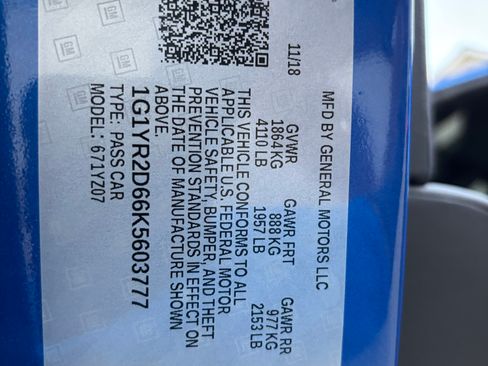 MFD BY GENERAL MOTORS LLC
11/18
GVWR GAWR FRT GAWR RR
1864 KG 888 KG 977 KG
4110 LB 1957 LB 2153 LB
THIS VEHICLE CONFORMS TO ALL
APPLICABLE U.S. FEDERAL MOTOR
VEHICLE SAFETY, BUMPER, AND THEFT
PREVENTION STANDARDS IN EFFECT ON
THE DATE OF MANUFACTURE SHOWN
ABOVE.
1G1YR2D66K5603777
TYPE: PASS CAR
MODEL: 671YZ07
GM